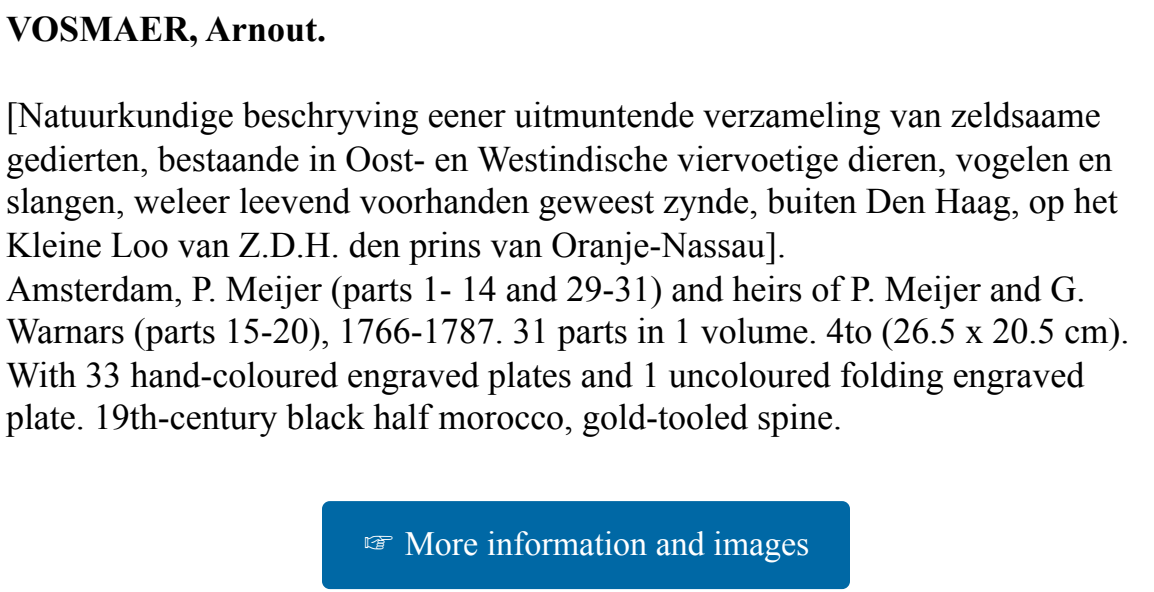 VOSMAER, Arnout.
[Natuurkundige beschryving eener uitmuntende verzameling van zeldsaame
gedierten, bestaande in Oost- en Westindische viervoetige dieren, vogelen en
slangen, weleer leevend voorhanden geweest zynde, buiten Den Haag, op het
Kleine Loo van Z.D.H. den prins van Oranje-Nassau].
Amsterdam, P. Meijer (parts 1- 14 and 29-31) and heirs of P. Meijer and G.
Warnars (parts 15-20), 1766-1787. 31 parts in 1 volume. 4to (26.5 x 20.5 cm).
With 33 hand-coloured engraved plates and 1 uncoloured folding engraved
plate. 19th-century black half morocco, gold-tooled spine.
☞ More information and images